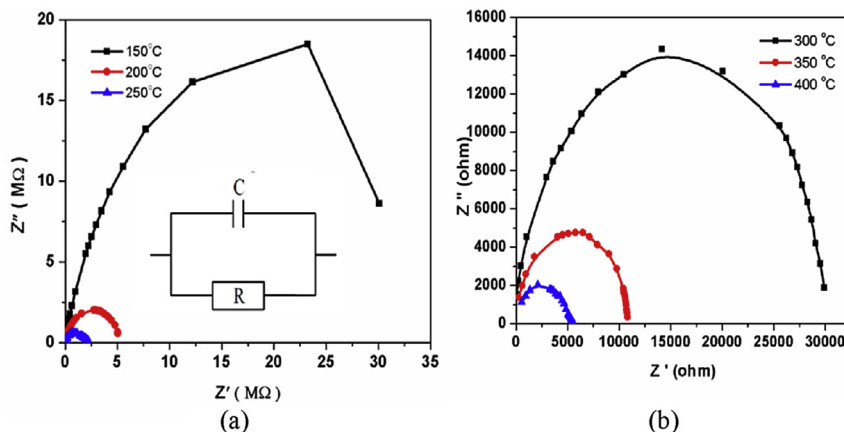 20
15
10
5
0
Z″ ( MΩ)
150°C
200°C
250°C
C
R
0 5 10 15 20 25 30 35
Z′ ( MΩ)
(a)
16000
14000
12000
10000
8000
6000
4000
2000
0
Z " (ohm)
300 °C
350 °C
400 °C
0 5000 10000 15000 20000 25000 30000
Z ' (ohm)
(b)